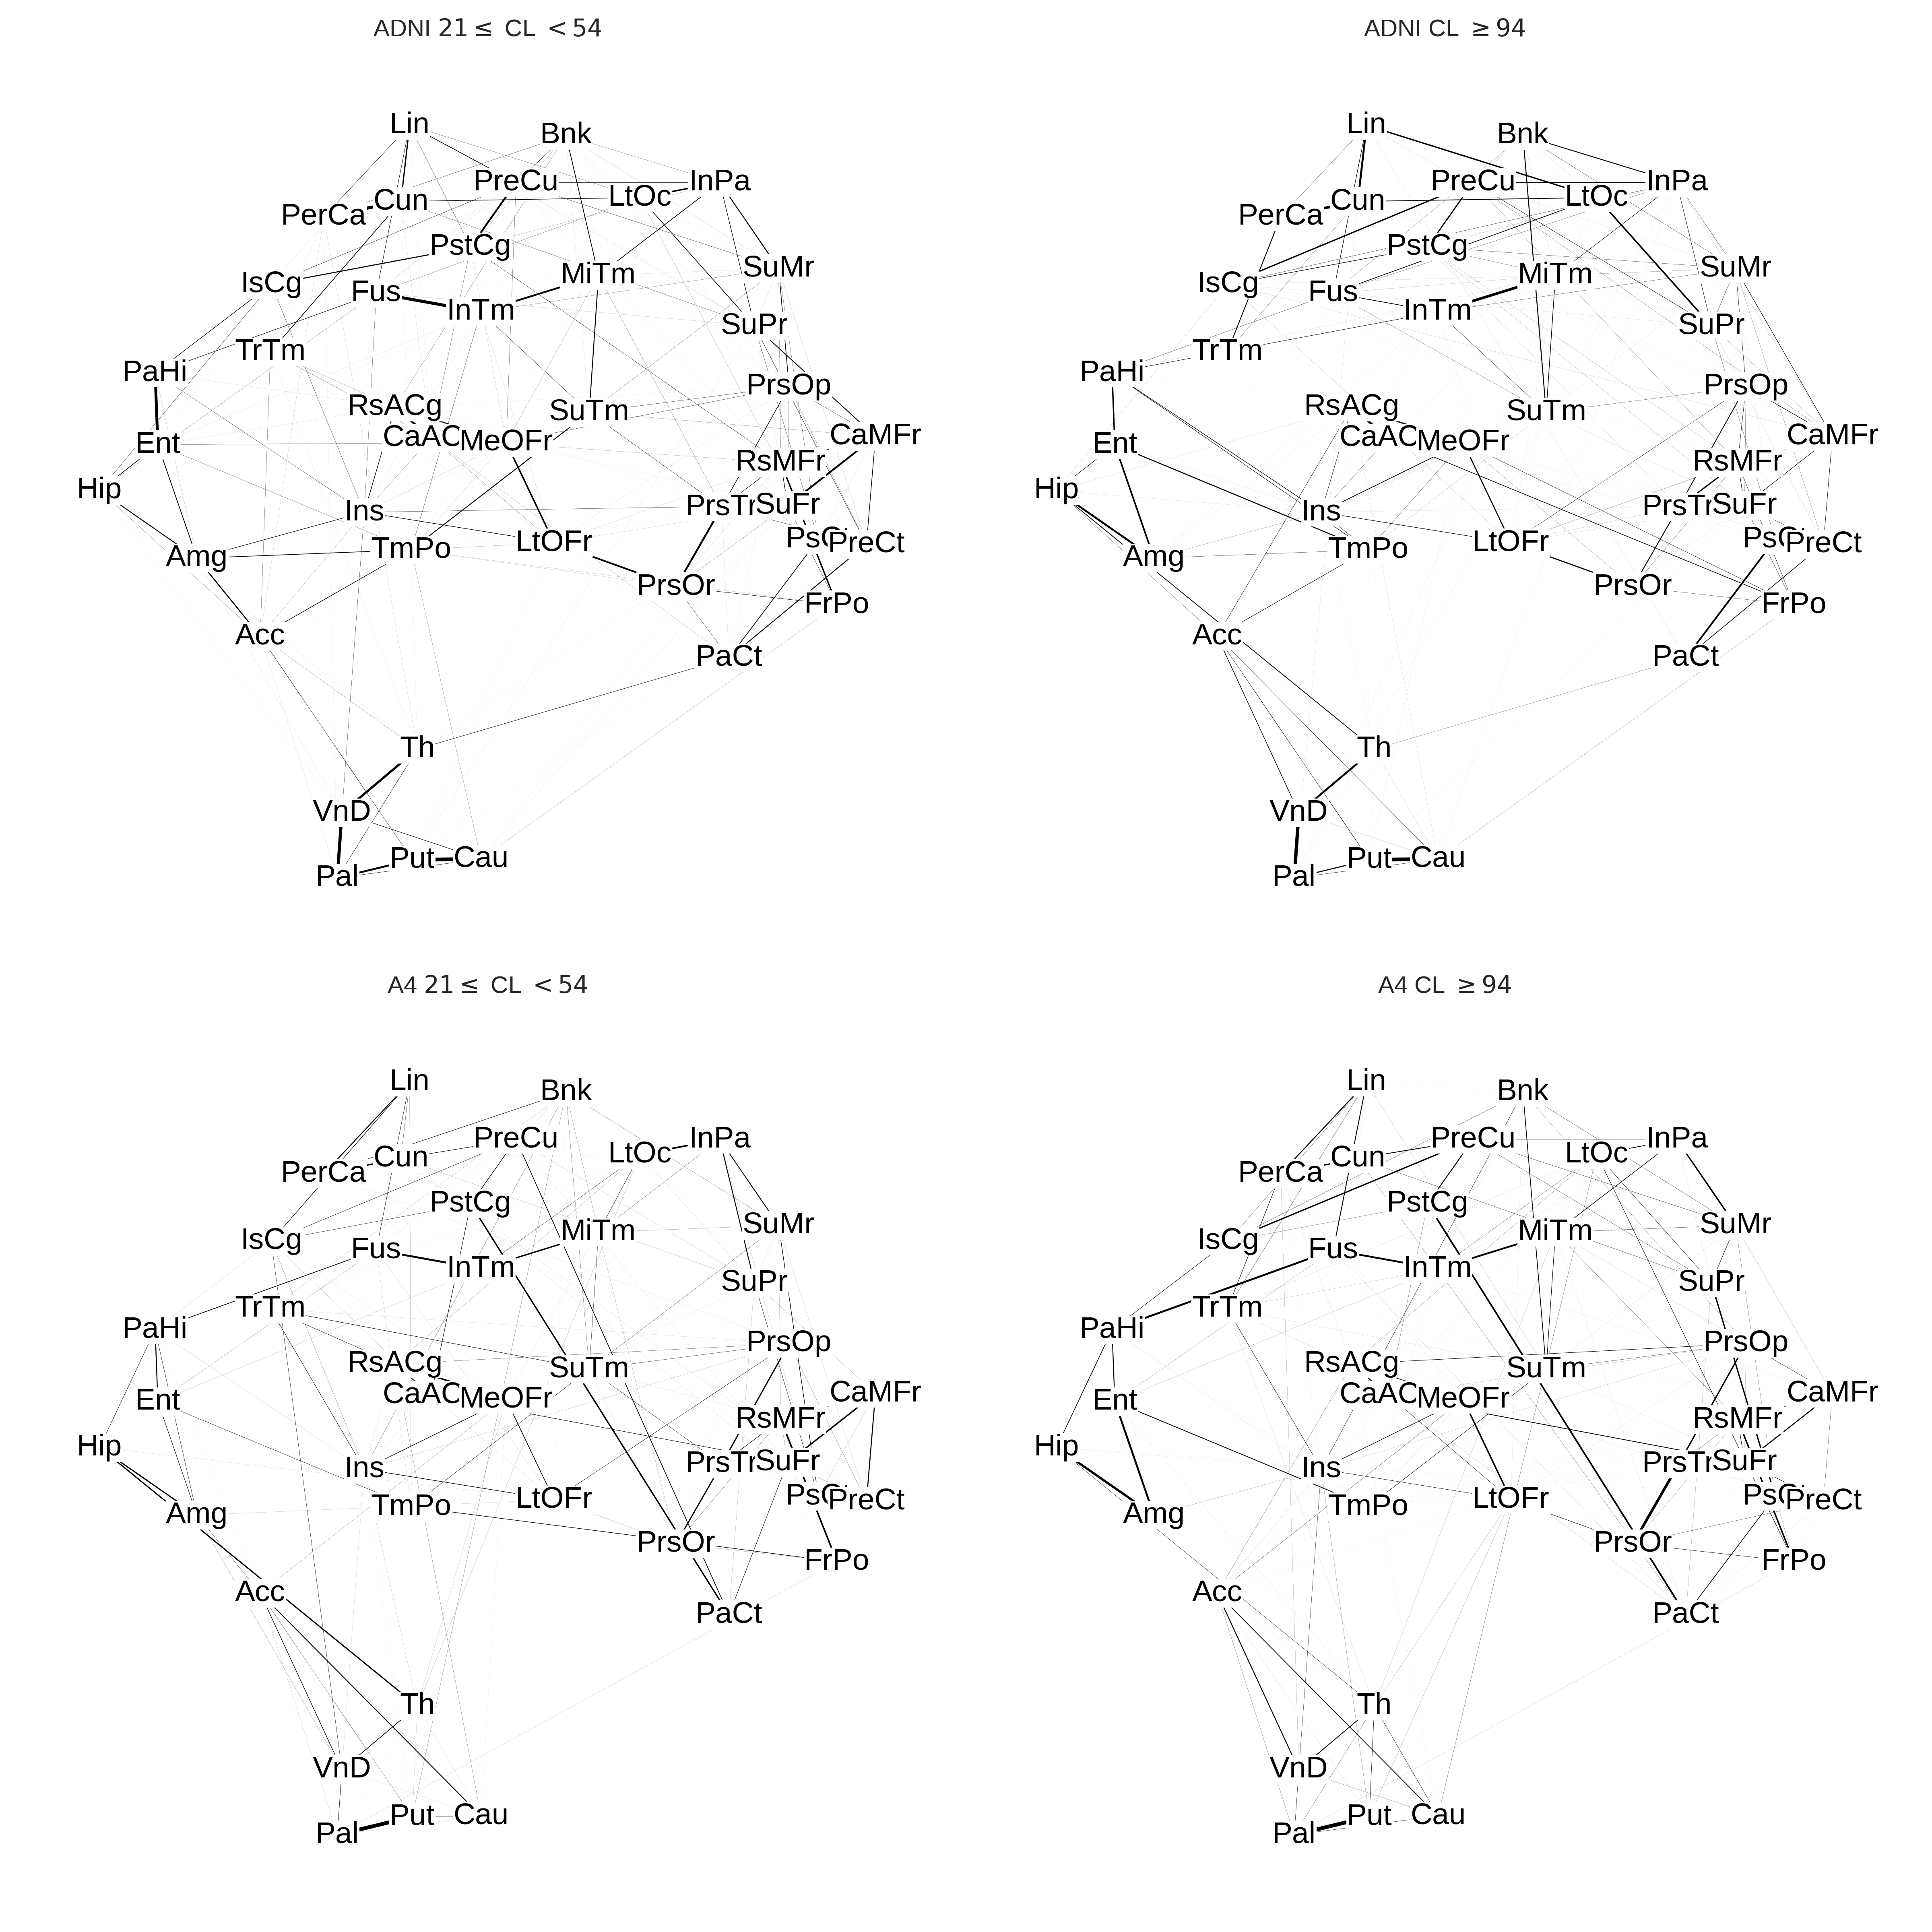 ADNI 21 ≤ CL < 54
Lin
Bnk
PreCu
InPa
LtOc
Cun
PerCa
PstCg
SuMr
MiTm
IsCg
Fus
InTm
SuPr
TrTm
PaHi
PrsOp
RsACg
SuTm
CaMFr
CaAC
MeOFr
Ent
RsMFr
Hip
PrsTr
SuFr
Ins
PsC
PreCt
LtOFr
TmPo
Amg
PrsOr
FrPo
Acc
PaCt
Th
VnD
Put
Cau
Pal
ADNI CL ≥ 94
Lin
Bnk
PreCu
InPa
LtOc
Cun
PerCa
PstCg
SuMr
MiTm
IsCg
Fus
InTm
SuPr
TrTm
PaHi
PrsOp
RsACg
SuTm
CaMFr
CaAC
MeOFr
Ent
RsMFr
Hip
PrsTr
SuFr
Ins
PsC
PreCt
LtOFr
TmPo
Amg
PrsOr
FrPo
Acc
PaCt
Th
VnD
Put
Cau
Pal
A4 21 ≤ CL < 54
Lin
Bnk
PreCu
InPa
LtOc
Cun
PerCa
PstCg
SuMr
MiTm
IsCg
Fus
InTm
SuPr
TrTm
PaHi
PrsOp
RsACg
SuTm
CaMFr
CaAC
MeOFr
Ent
RsMFr
Hip
PrsTr
SuFr
Ins
PsC
PreCt
LtOFr
TmPo
Amg
PrsOr
FrPo
Acc
PaCt
Th
VnD
Put
Cau
Pal
A4 CL ≥ 94
Lin
Bnk
PreCu
InPa
LtOc
Cun
PerCa
PstCg
SuMr
MiTm
IsCg
Fus
InTm
SuPr
TrTm
PaHi
PrsOp
RsACg
SuTm
CaMFr
CaAC
MeOFr
Ent
RsMFr
Hip
PrsTr
SuFr
Ins
PsC
PreCt
LtOFr
TmPo
Amg
PrsOr
FrPo
Acc
PaCt
Th
VnD
Put
Cau
Pal